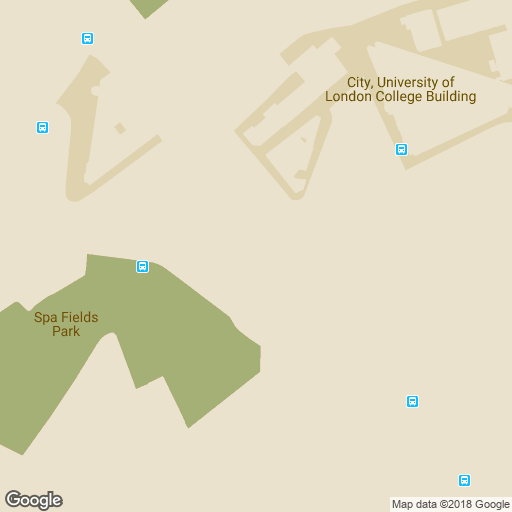 City, University of
London College Building
Spa Fields
Park
Google
Map data ©2018 Google